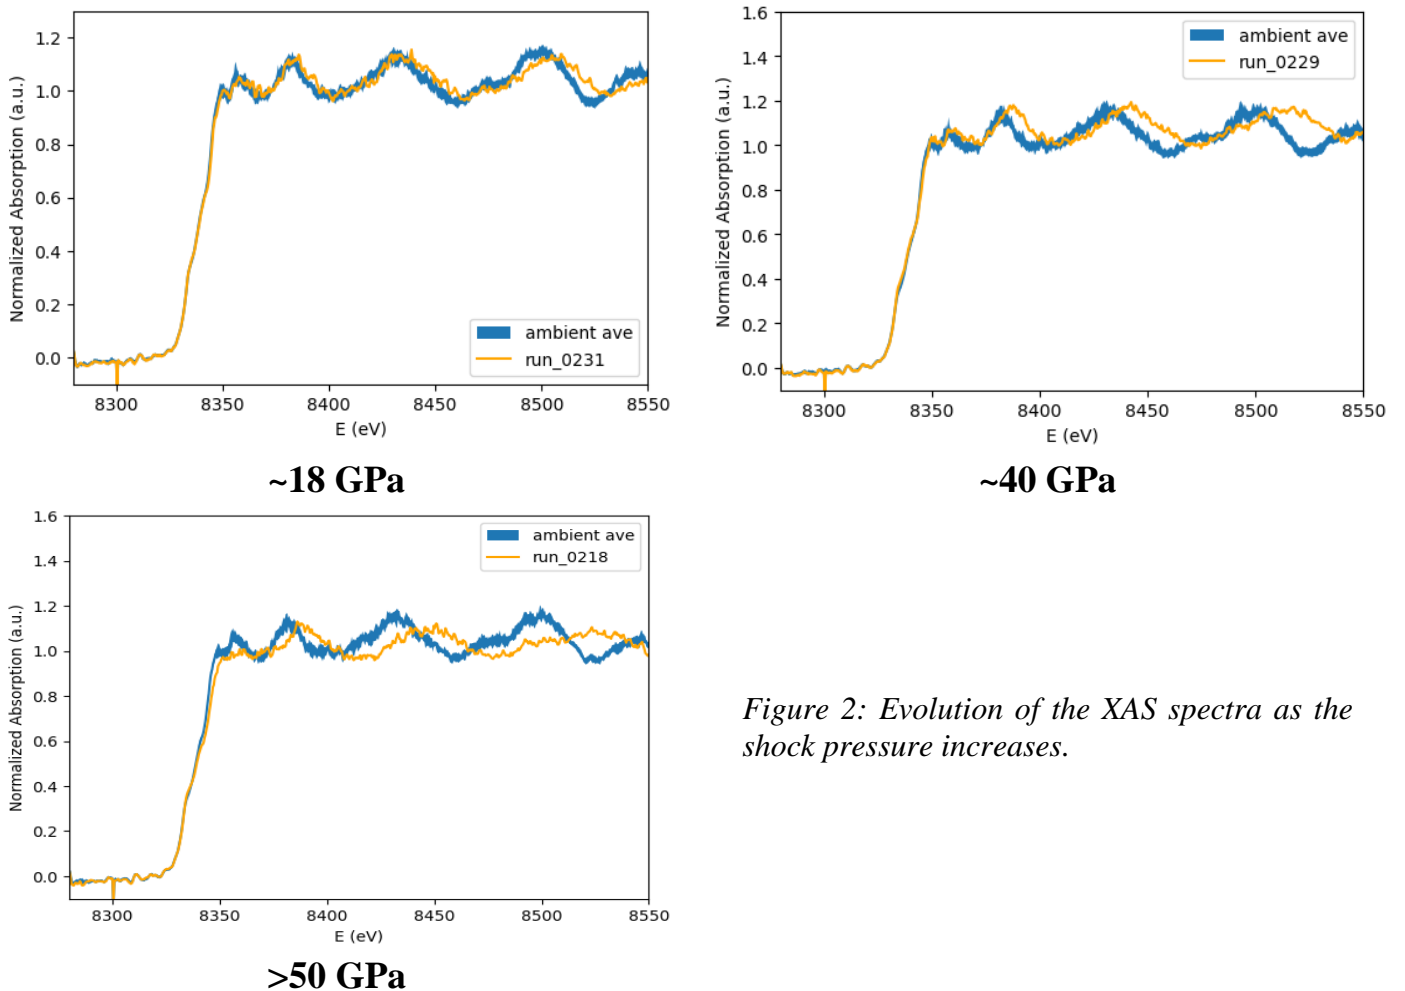 1.2
1.0
0.8
0.6
0.4
0.2
0.0
Normalized Absorption (a.u.)
ambient ave
run_0231
8300 8350 8400 8450 8500 8550
E (eV)
~18 GPa
1.6
1.4
1.2
1.0
0.8
0.6
0.4
0.2
0.0
Normalized Absorption (a.u.)
ambient ave
run_0229
8300 8350 8400 8450 8500 8550
E (eV)
~40 GPa
1.6
1.4
1.2
1.0
0.8
0.6
0.4
0.2
0.0
Normalized Absorption (a.u.)
ambient ave
run_0218
8300 8350 8400 8450 8500 8550
E (eV)
>50 GPa
Figure 2: Evolution of the XAS spectra as the
shock pressure increases.